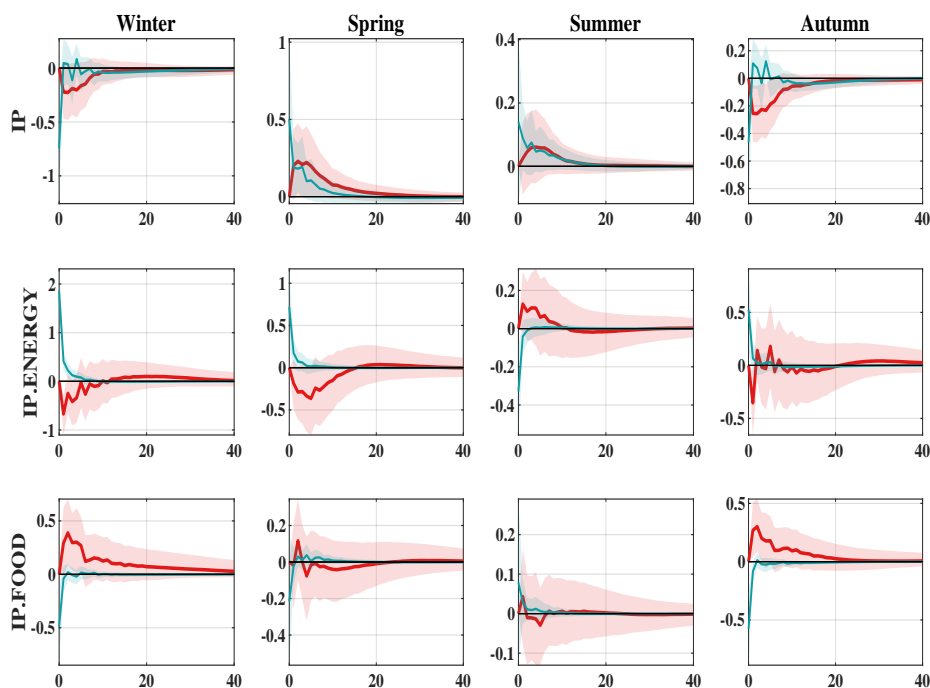 Winter Spring Summer Autumn
IP
0 -0.5 -1
1 0.5 0
0.4 0.2 0
0.2 0 -0.2 -0.4 -0.6 -0.8
0 20 40 0 20 40 0 20 40 0 20 40
IP.ENERGY
2 1 0 -1
1 0.5 0 -0.5
0.2 0 -0.2 -0.4 -0.6
0.5 0 -0.5
0 20 40 0 20 40 0 20 40 0 20 40
IP.FOOD
0.5 0 -0.5
0.2 0 -0.2 -0.4
0.2 0.1 0 -0.1
0.5 0 -0.5
0 20 40 0 20 40 0 20 40 0 20 40